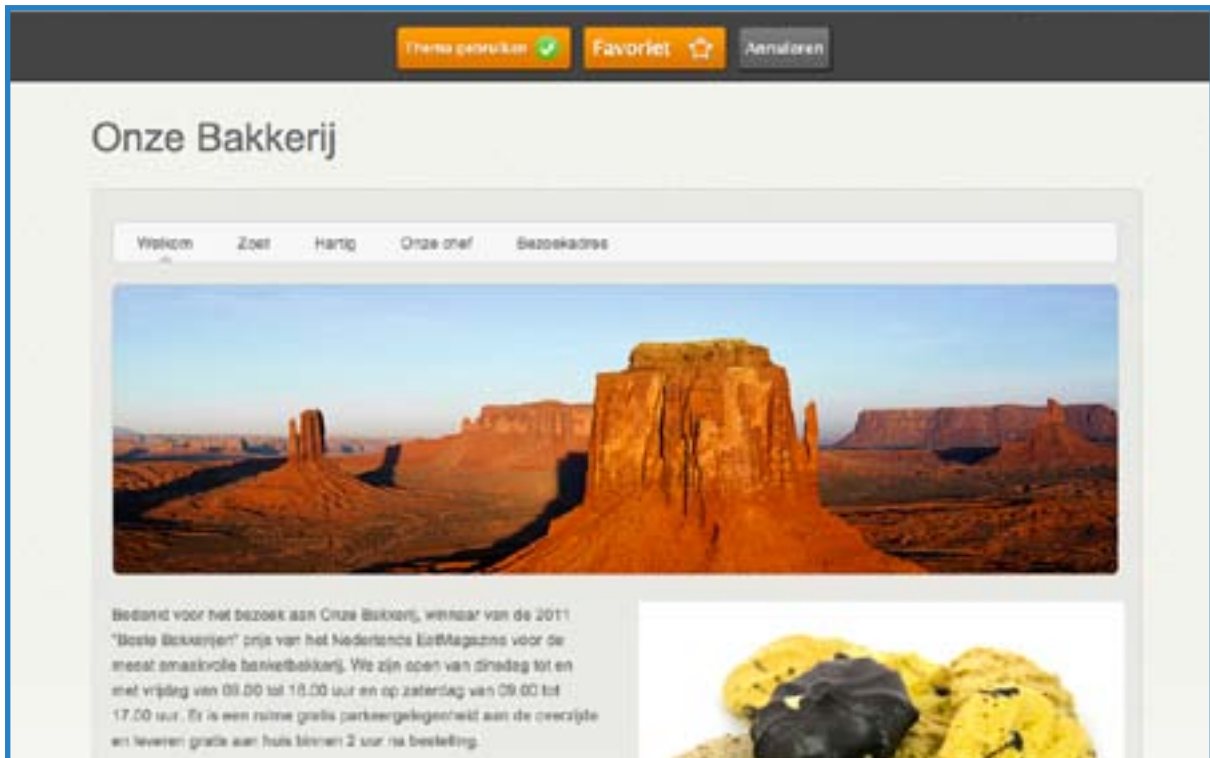 Thema gebruiken
Favoriet
Annuleren
Onze Bakkerij
Welkom
Zoet
Hartig
Onze chef
Bezoekadres
Bedankt voor het bezoek aan Onze Bakkerij, winnaar van de 2011
"Beste Bakkerijen" prijs van het Nederlands EatMagazine voor de
meest smaakvolle banketbakkerij. We zijn open van dinsdag tot en
met vrijdag van 09.00 tot 18.00 uur en op zaterdag van 09.00 tot
17.00 uur. Er is een ruime gratis parkeergelegenheid aan de overzijde
en leveren gratis aan huis binnen 2 uur na bestelling.